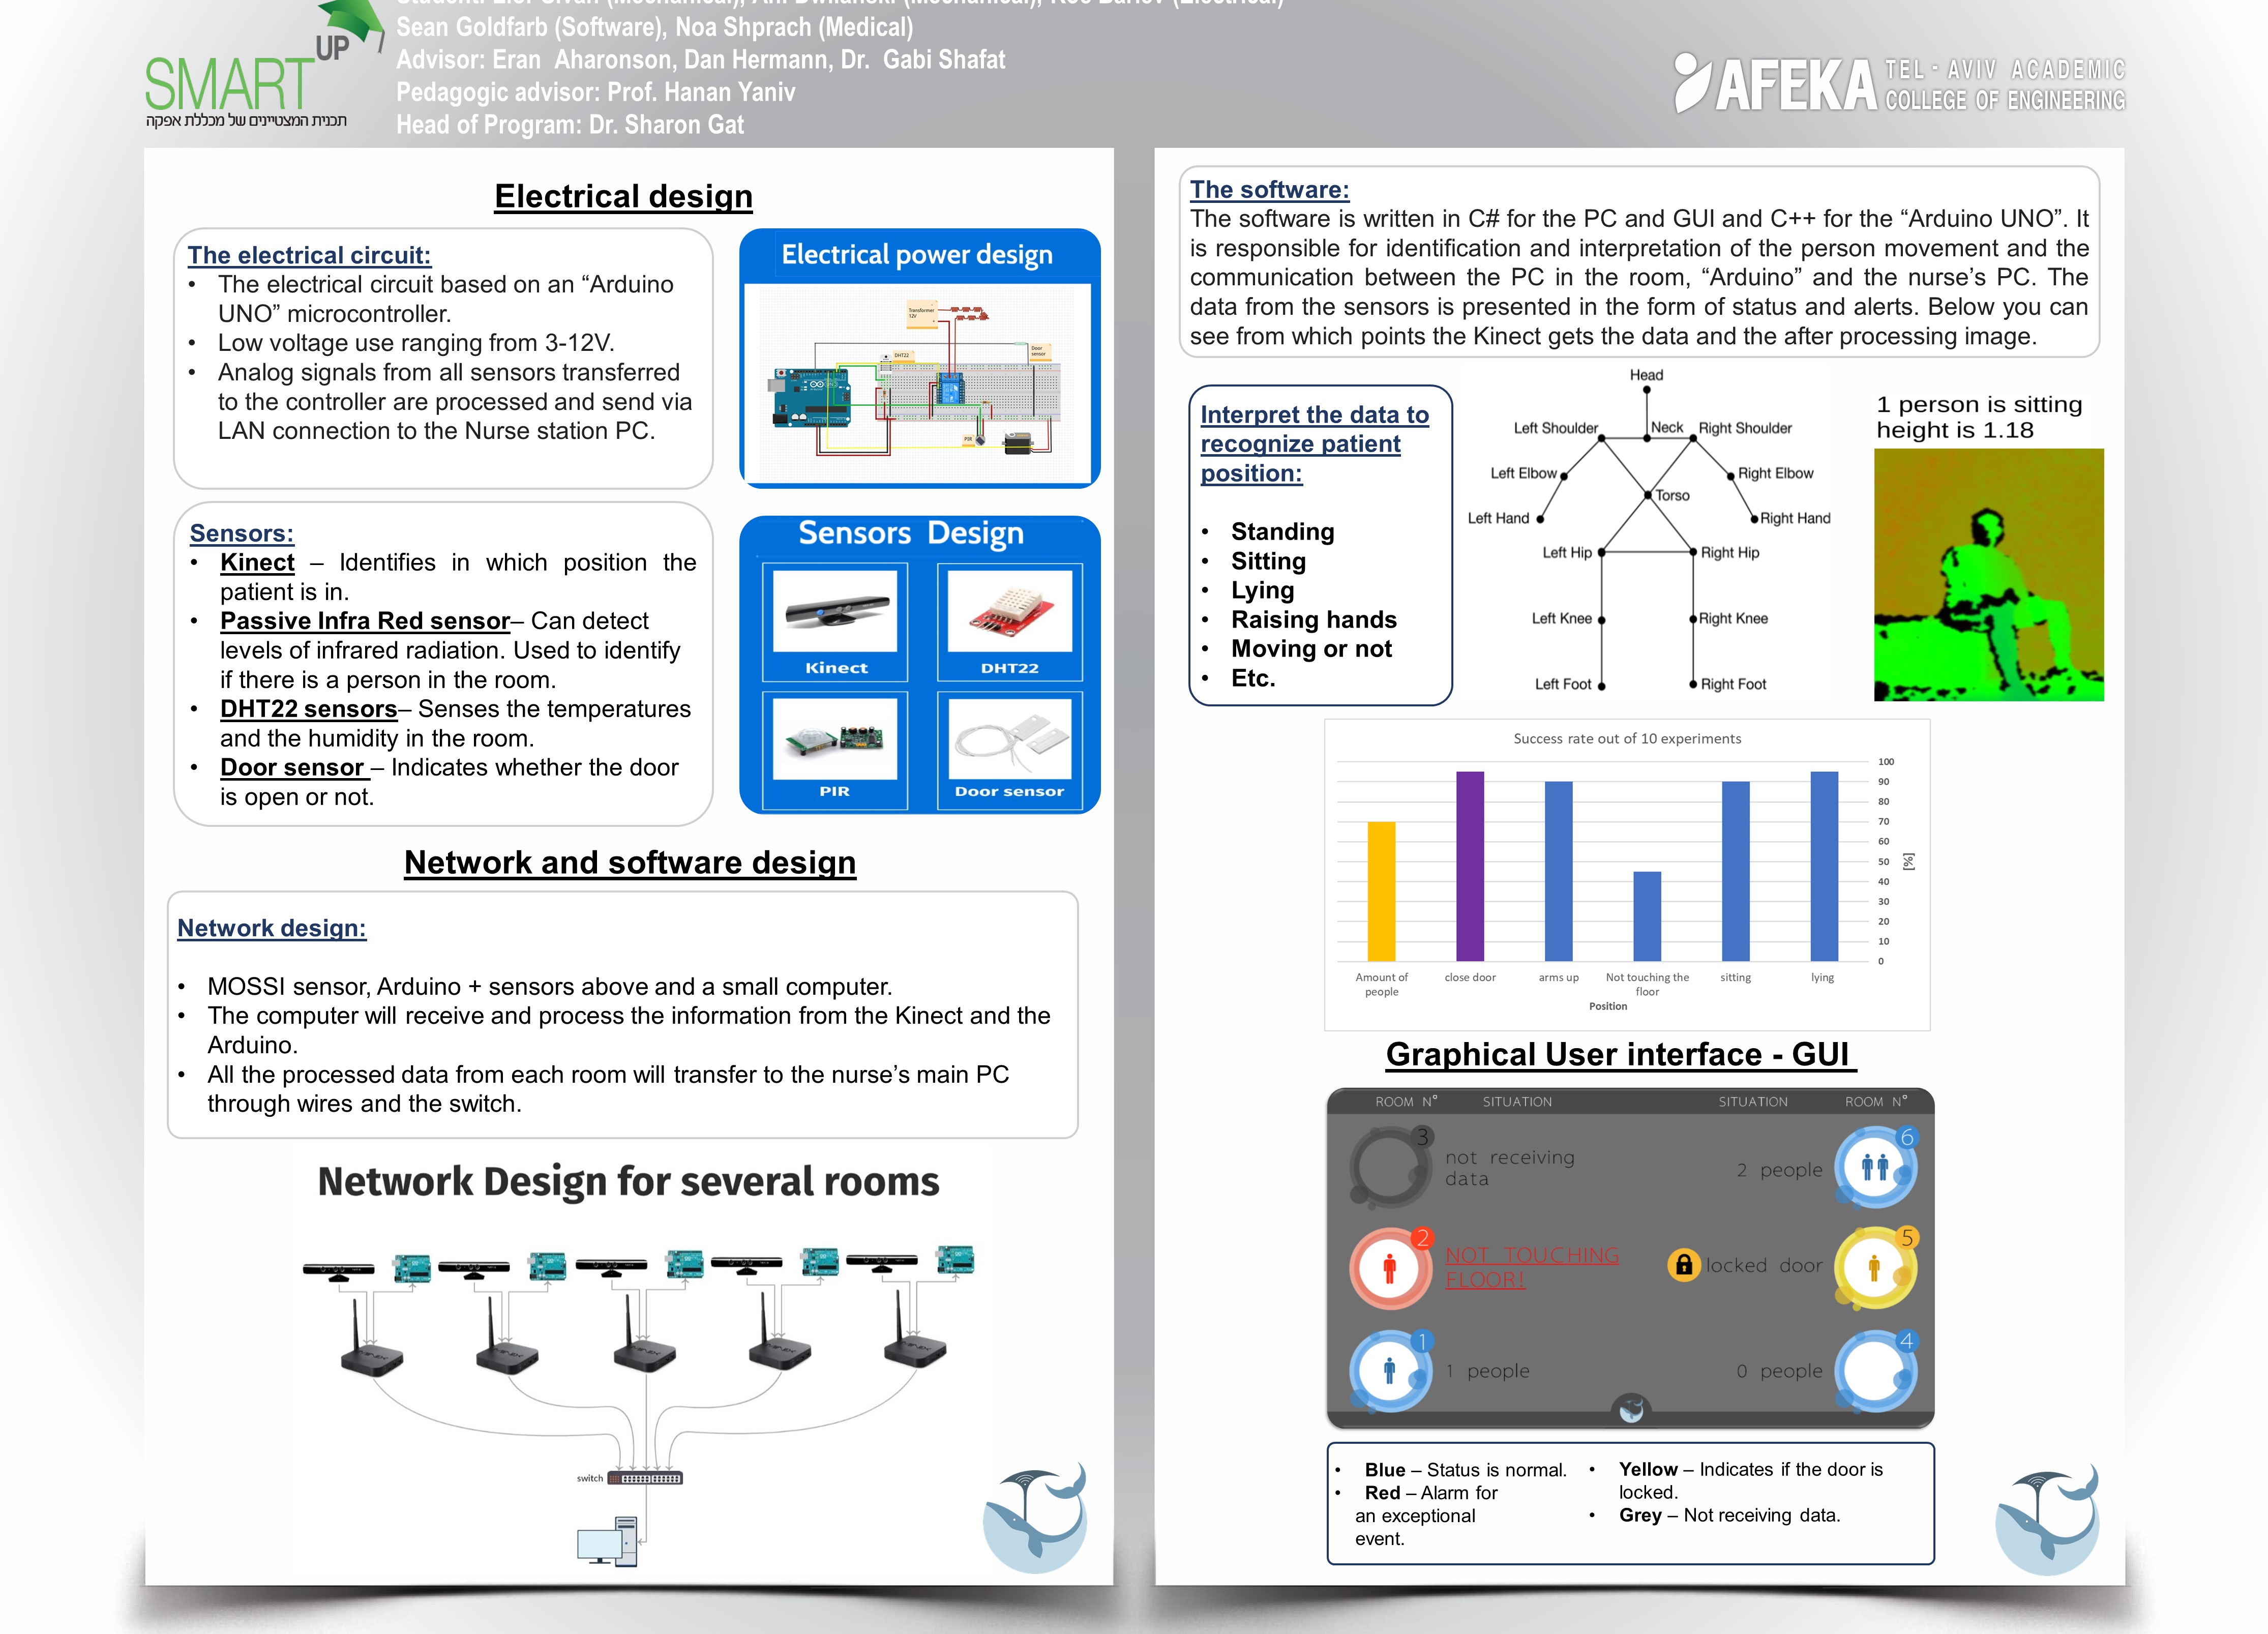 SMART UP
תכנית המצטיינים של מכללת אפקה
Sean Goldfarb (Software), Noa Shprach (Medical)
Advisor: Eran Aharonson, Dan Hermann, Dr. Gabi Shafat
Pedagogic advisor: Prof. Hanan Yaniv
Head of Program: Dr. Sharon Gat
AFEKA TEL-AVIV ACADEMIC
COLLEGE OF ENGINEERING
Electrical design
The electrical circuit:
• The electrical circuit based on an “Arduino
UNO” microcontroller.
• Low voltage use ranging from 3-12V.
• Analog signals from all sensors transferred
to the controller are processed and send via
LAN connection to the Nurse station PC.
Electrical power design
Transformer
12V
DHT22
Door
sensor
PIR
Sensors:
• Kinect – Identifies in which position the
patient is in.
• Passive Infra Red sensor– Can detect
levels of infrared radiation. Used to identify
if there is a person in the room.
• DHT22 sensors– Senses the temperatures
and the humidity in the room.
• Door sensor – Indicates whether the door
is open or not.
Sensors Design
Kinect
DHT22
PIR
Door sensor
Network and software design
Network design:
• MOSSI sensor, Arduino + sensors above and a small computer.
• The computer will receive and process the information from the Kinect and the
Arduino.
• All the processed data from each room will transfer to the nurse’s main PC
through wires and the switch.
Network Design for several rooms
switch
The software:
The software is written in C# for the PC and GUI and C++ for the “Arduino UNO”. It
is responsible for identification and interpretation of the person movement and the
communication between the PC in the room, “Arduino” and the nurse’s PC. The
data from the sensors is presented in the form of status and alerts. Below you can
see from which points the Kinect gets the data and the after processing image.
Interpret the data to
recognize patient
position:
• Standing
• Sitting
• Lying
• Raising hands
• Moving or not
• Etc.
Head
Left Shoulder Neck Right Shoulder
Left Elbow Right Elbow
Torso
Left Hand Right Hand
Left Hip Right Hip
Left Knee Right Knee
Left Foot Right Foot
1 person is sitting
height is 1.18
Success rate out of 10 experiments
100
90
80
70
60
50
40
30
20
10
0
[%]
Amount of people
close door
arms up
Not touching the floor
sitting
lying
Position
Graphical User interface - GUI
ROOM N° SITUATION SITUATION ROOM N°
3 not receiving
data
2 people 6
2 NOT TOUCHING
FLOOR!
locked door 5
1 1 people
0 people 4
• Blue – Status is normal.
• Red – Alarm for
an exceptional
event.
• Yellow – Indicates if the door is
locked.
• Grey – Not receiving data.